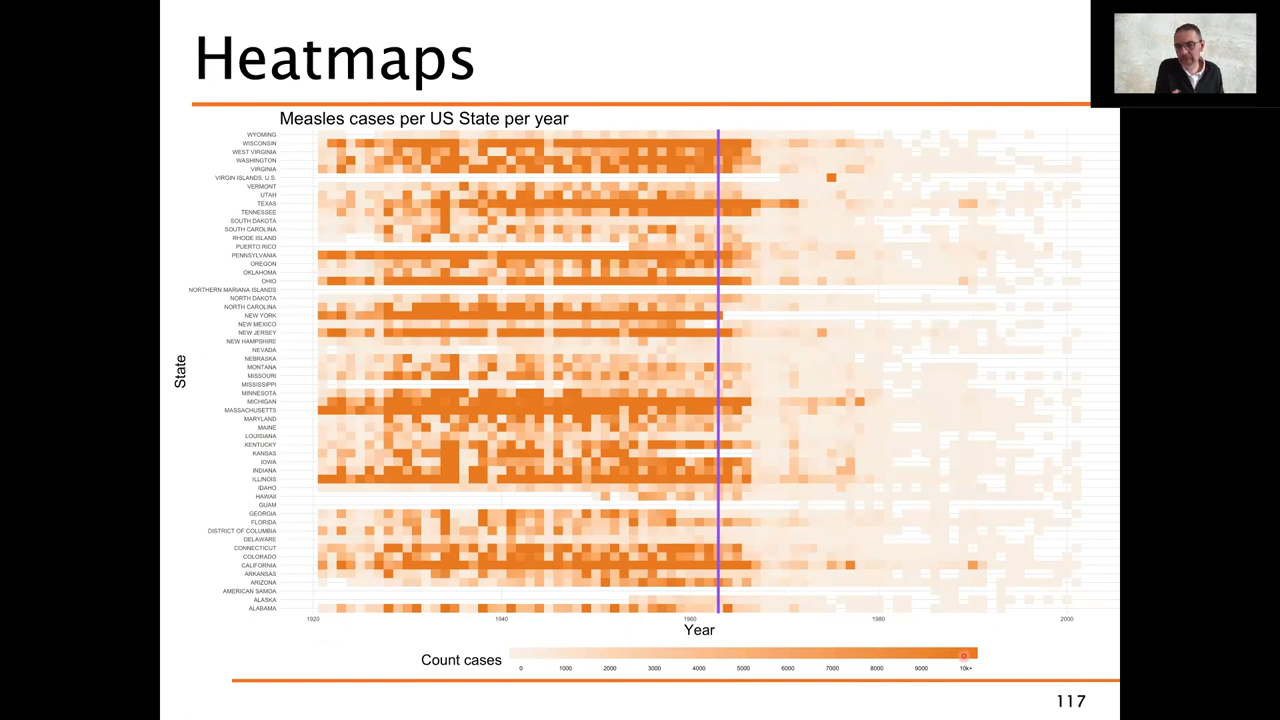 Heatmaps
Measles cases per US State per year
WYOMING
WISCONSIN
WEST VIRGINIA
WASHINGTON
VIRGINIA
VIRGIN ISLANDS, U.S.
VERMONT
UTAH
TEXAS
TENNESSEE
SOUTH DAKOTA
SOUTH CAROLINA
RHODE ISLAND
PUERTO RICO
PENNSYLVANIA
OREGON
OKLAHOMA
OHIO
NORTHERN MARIANA ISLANDS
NORTH DAKOTA
NORTH CAROLINA
NEW YORK
NEW MEXICO
NEW JERSEY
NEW HAMPSHIRE
NEVADA
NEBRASKA
MONTANA
MISSOURI
MISSISSIPPI
MINNESOTA
MICHIGAN
MASSACHUSETTS
MARYLAND
MAINE
LOUISIANA
KENTUCKY
KANSAS
IOWA
INDIANA
ILLINOIS
IDAHO
HAWAII
GUAM
GEORGIA
FLORIDA
DISTRICT OF COLUMBIA
DELAWARE
CONNECTICUT
COLORADO
CALIFORNIA
ARKANSAS
ARIZONA
AMERICAN SAMOA
ALASKA
ALABAMA
State
1920 1940 1960 1980 2000
Year
Count cases
0 1000 2000 3000 4000 5000 6000 7000 8000 9000 10k+
117